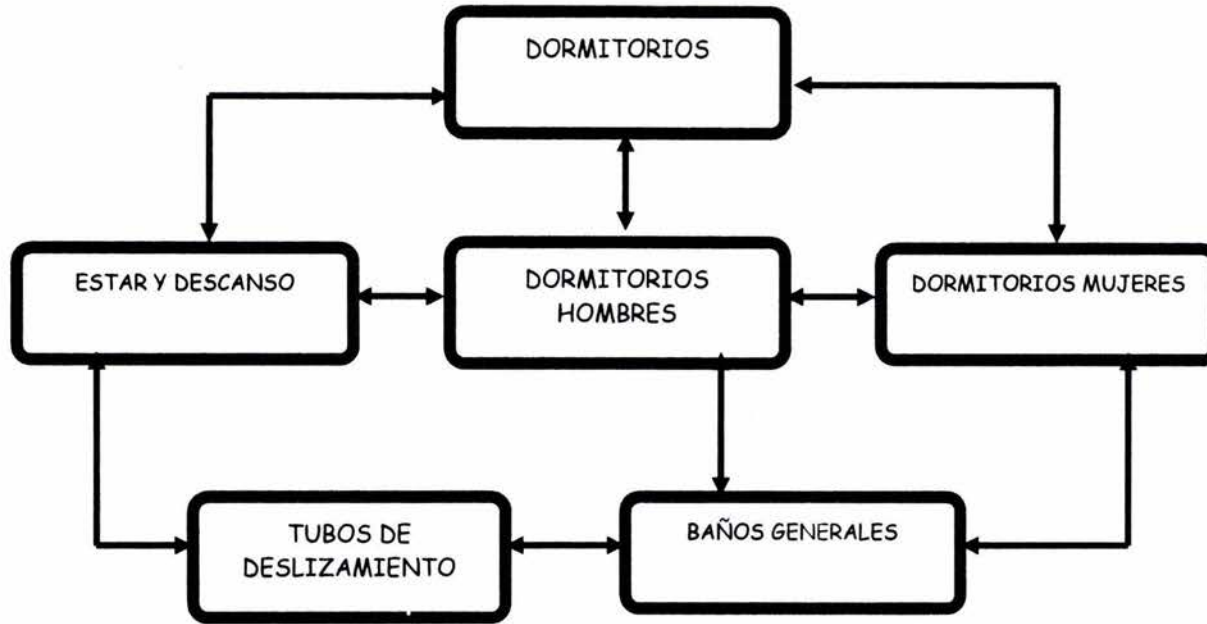 DORMITORIOS
ESTAR Y DESCANSO
DORMITORIOS
HOMBRES
DORMITORIOS MUJERES
TUBOS DE
DESLIZAMIENTO
BAÑOS GENERALES